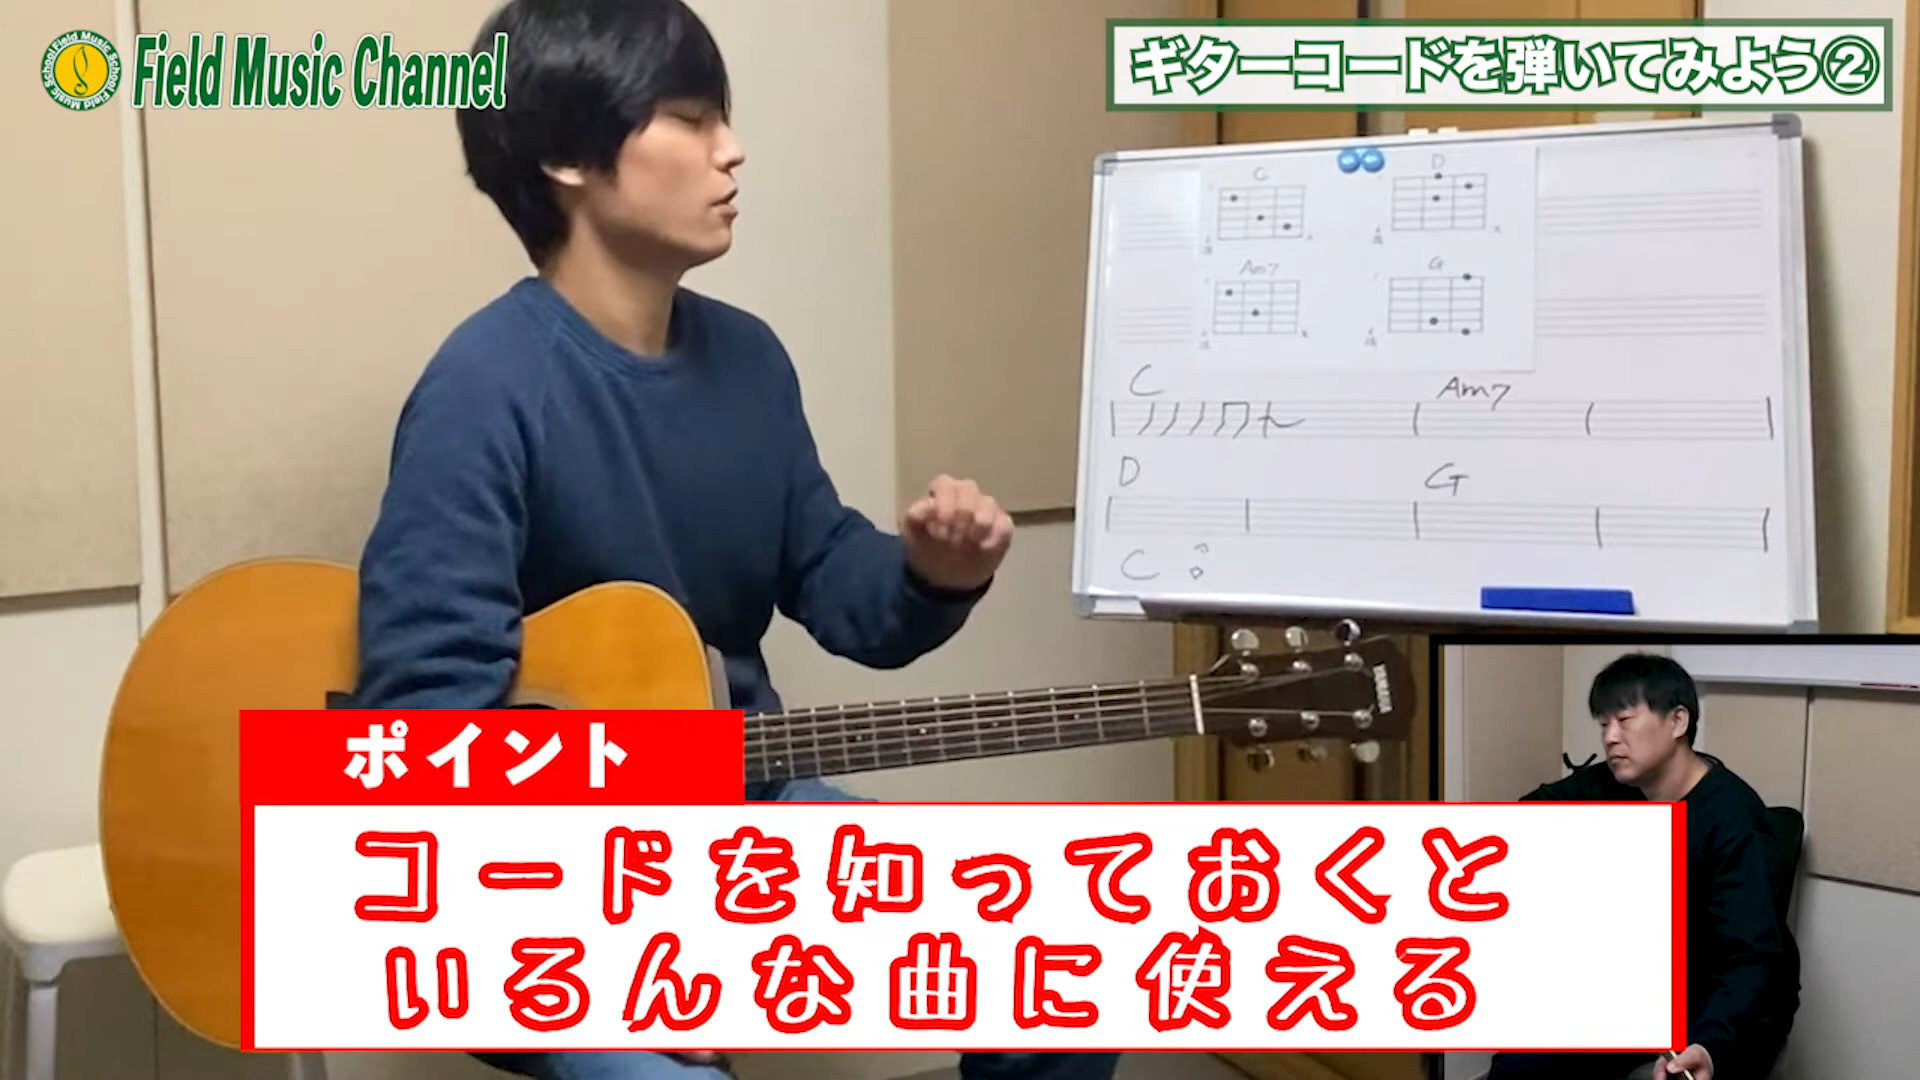 Field Music Channel
ギターコードを弾いてみよう②
C
D
Am7
G
C
Am7
D
G
C
YAMAHA
ポイント
コードを知っておくと
いろんな曲に使える